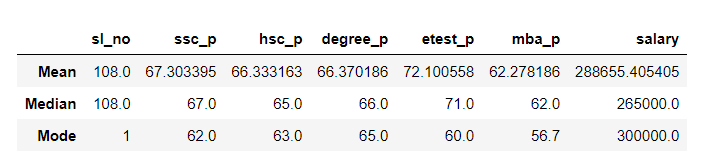 sl_no ssc_p hsc_p degree_p etest_p mba_p salary
Mean 108.0 67.303395 66.333163 66.370186 72.100558 62.278186 288655.405405
Median 108.0 67.0 65.0 66.0 71.0 62.0 265000.0
Mode 1 62.0 63.0 65.0 60.0 56.7 300000.0